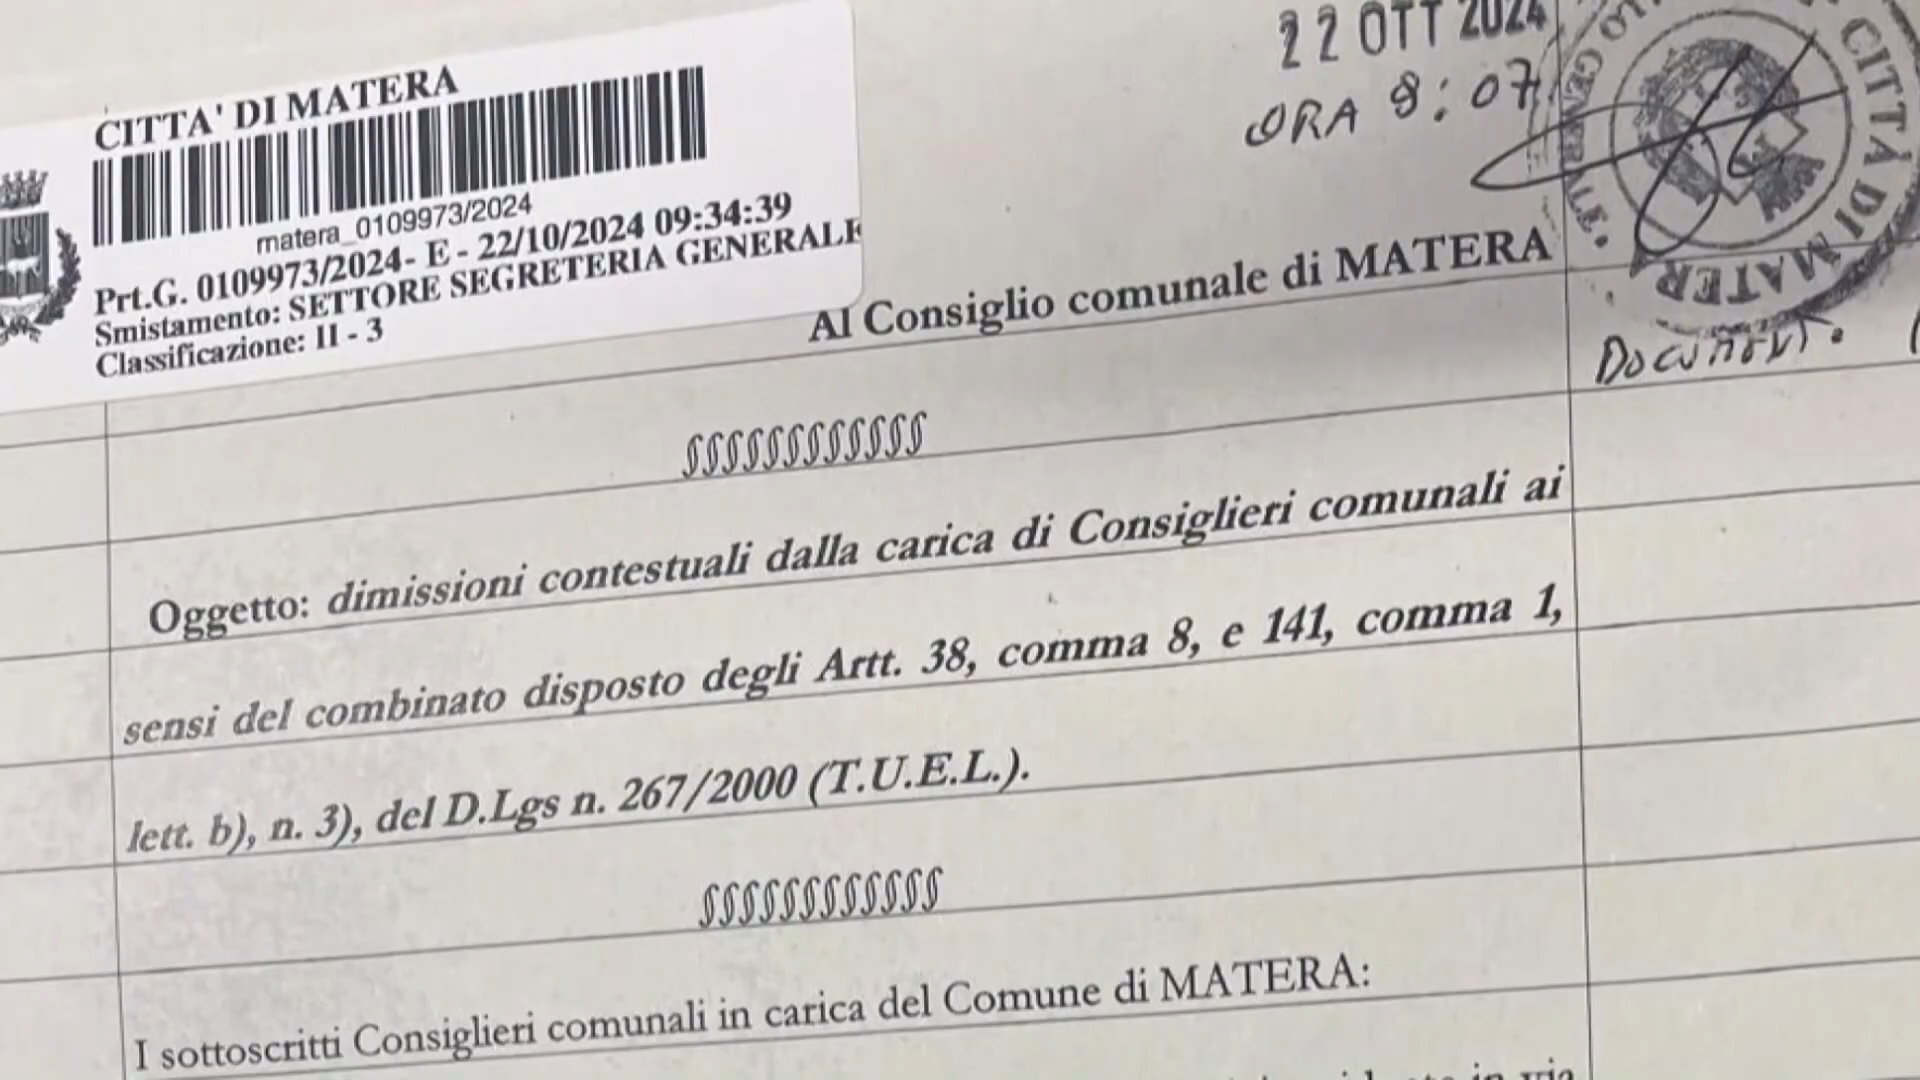 CITTA' DI MATERA
matera_0109973/2024
Prt.G. 0109973/2024- E - 22/10/2024 09:34:39
Smistamento: SETTORE SEGRETERIA GENERALE
Classificazione: II - 3
22 OTT 2024
ORA 8:07
CITTÁ DI MATERA
Al Consiglio comunale di MATERA
§§§§§§§§§§§§
Oggetto: dimissioni contestuali dalla carica di Consiglieri comunali ai
sensi del combinato disposto degli Artt. 38, comma 8, e 141, comma 1,
lett. b), n. 3), del D.Lgs n. 267/2000 (T.U.E.L.).
§§§§§§§§§§§§
I sottoscritti Consiglieri comunali in carica del Comune di MATERA:
in via